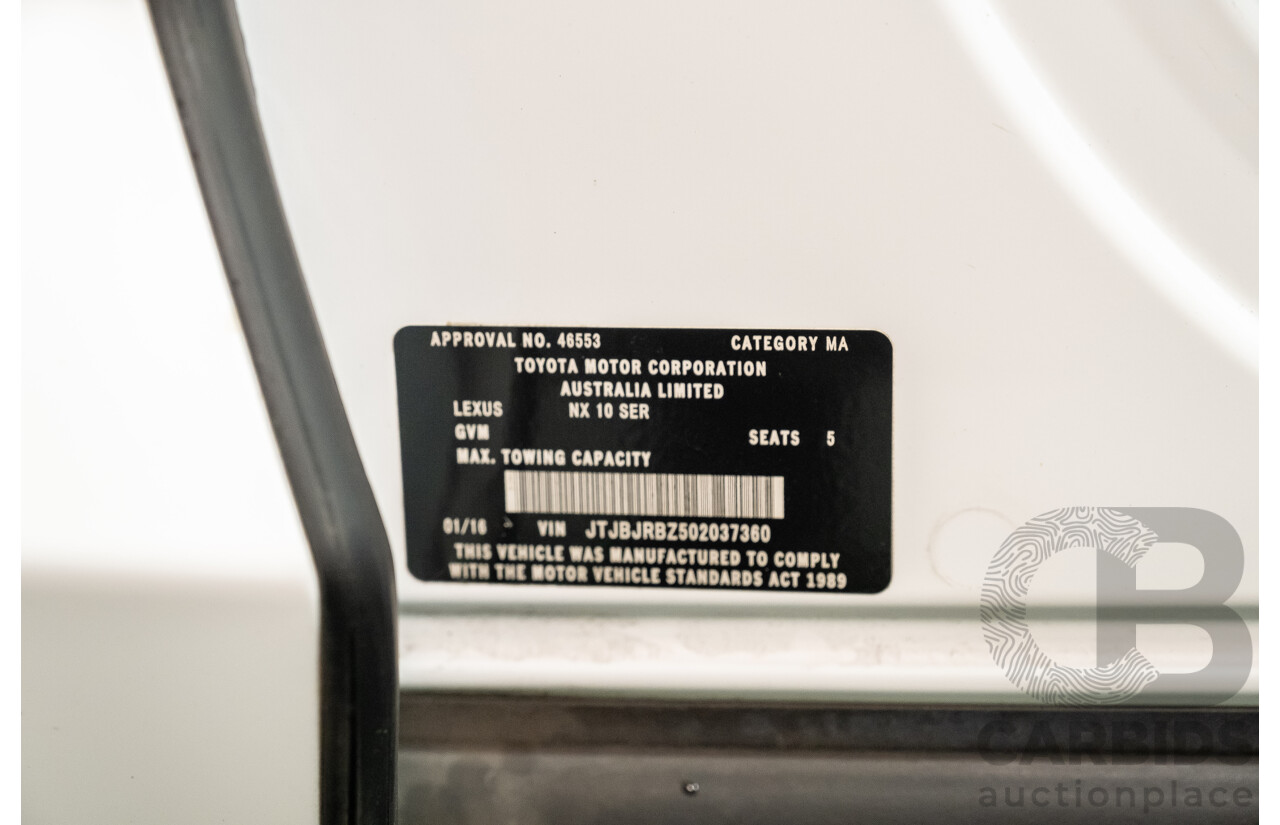 APPROVAL NO. 46553 CATEGORY MA
TOYOTA MOTOR CORPORATION
AUSTRALIA LIMITED
LEXUS NX 10 SER
GVM SEATS 5
MAX. TOWING CAPACITY
01/16 VIN JTJBJRBZ502037360
THIS VEHICLE WAS MANUFACTURED TO COMPLY
WITH THE MOTOR VEHICLE STANDARDS ACT 1989
CB
CARBIDS
auctionplace